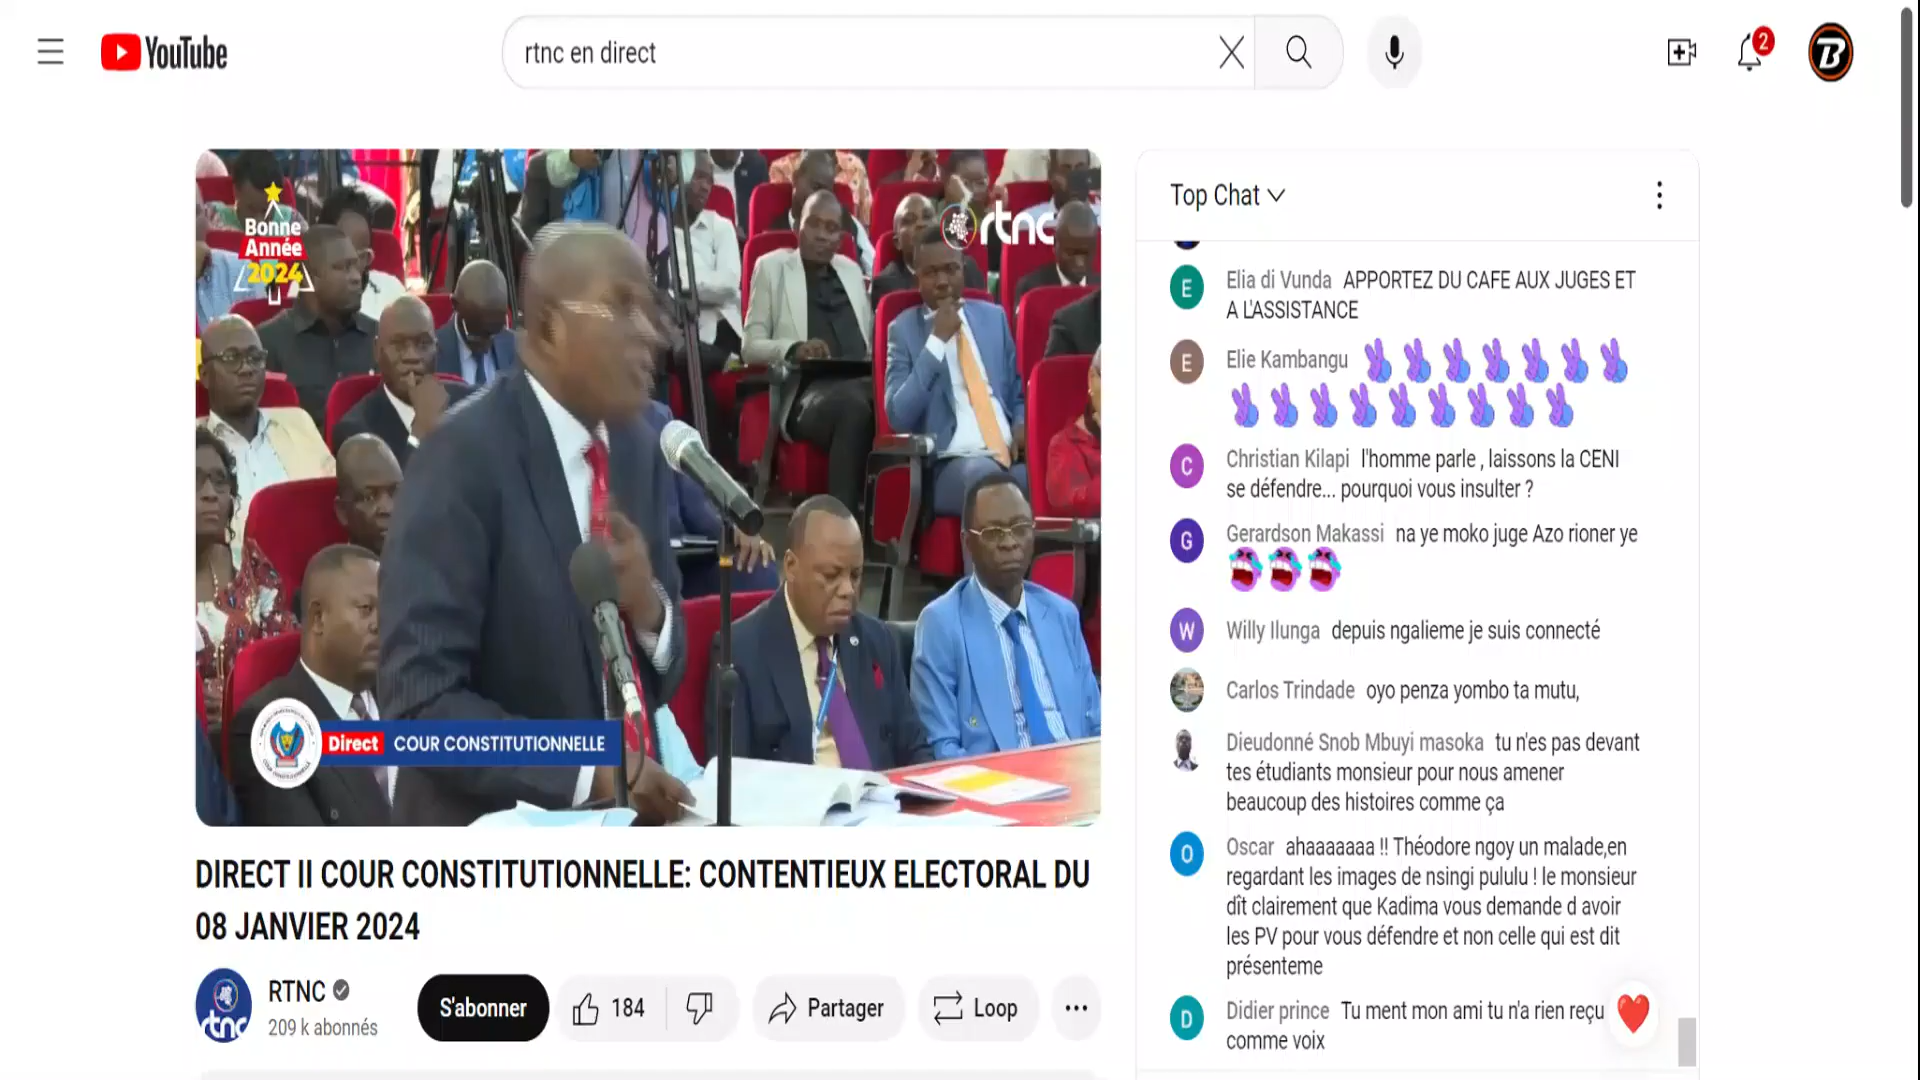 YouTube
rtnc en direct
2
B
Bonne
Année
2024
rtnc
Direct COUR CONSTITUTIONNELLE
DIRECT II COUR CONSTITUTIONNELLE: CONTENTIEUX ELECTORAL DU
08 JANVIER 2024
rtnc
RTNC
209 k abonnés
S'abonner
184
Partager
Loop
Top Chat
E
Elia di Vunda APPORTEZ DU CAFE AUX JUGES ET
A L'ASSISTANCE
E
Elie Kambangu
C
Christian Kilapi l'homme parle , laissons la CENI
se défendre... pourquoi vous insulter ?
G
Gerardson Makassi na ye moko juge Azo rioner ye
W
Willy Ilunga depuis ngalieme je suis connecté
Carlos Trindade oyo penza yombo ta mutu,
Dieudonné Snob Mbuyi masoka tu n'es pas devant
tes étudiants monsieur pour nous amener
beaucoup des histoires comme ça
O
Oscar ahaaaaaaa !! Théodore ngoy un malade,en
regardant les images de nsingi pululu ! le monsieur
dît clairement que Kadima vous demande d avoir
les PV pour vous défendre et non celle qui est dit
présenteme
D
Didier prince Tu ment mon ami tu n'a rien reçu
comme voix